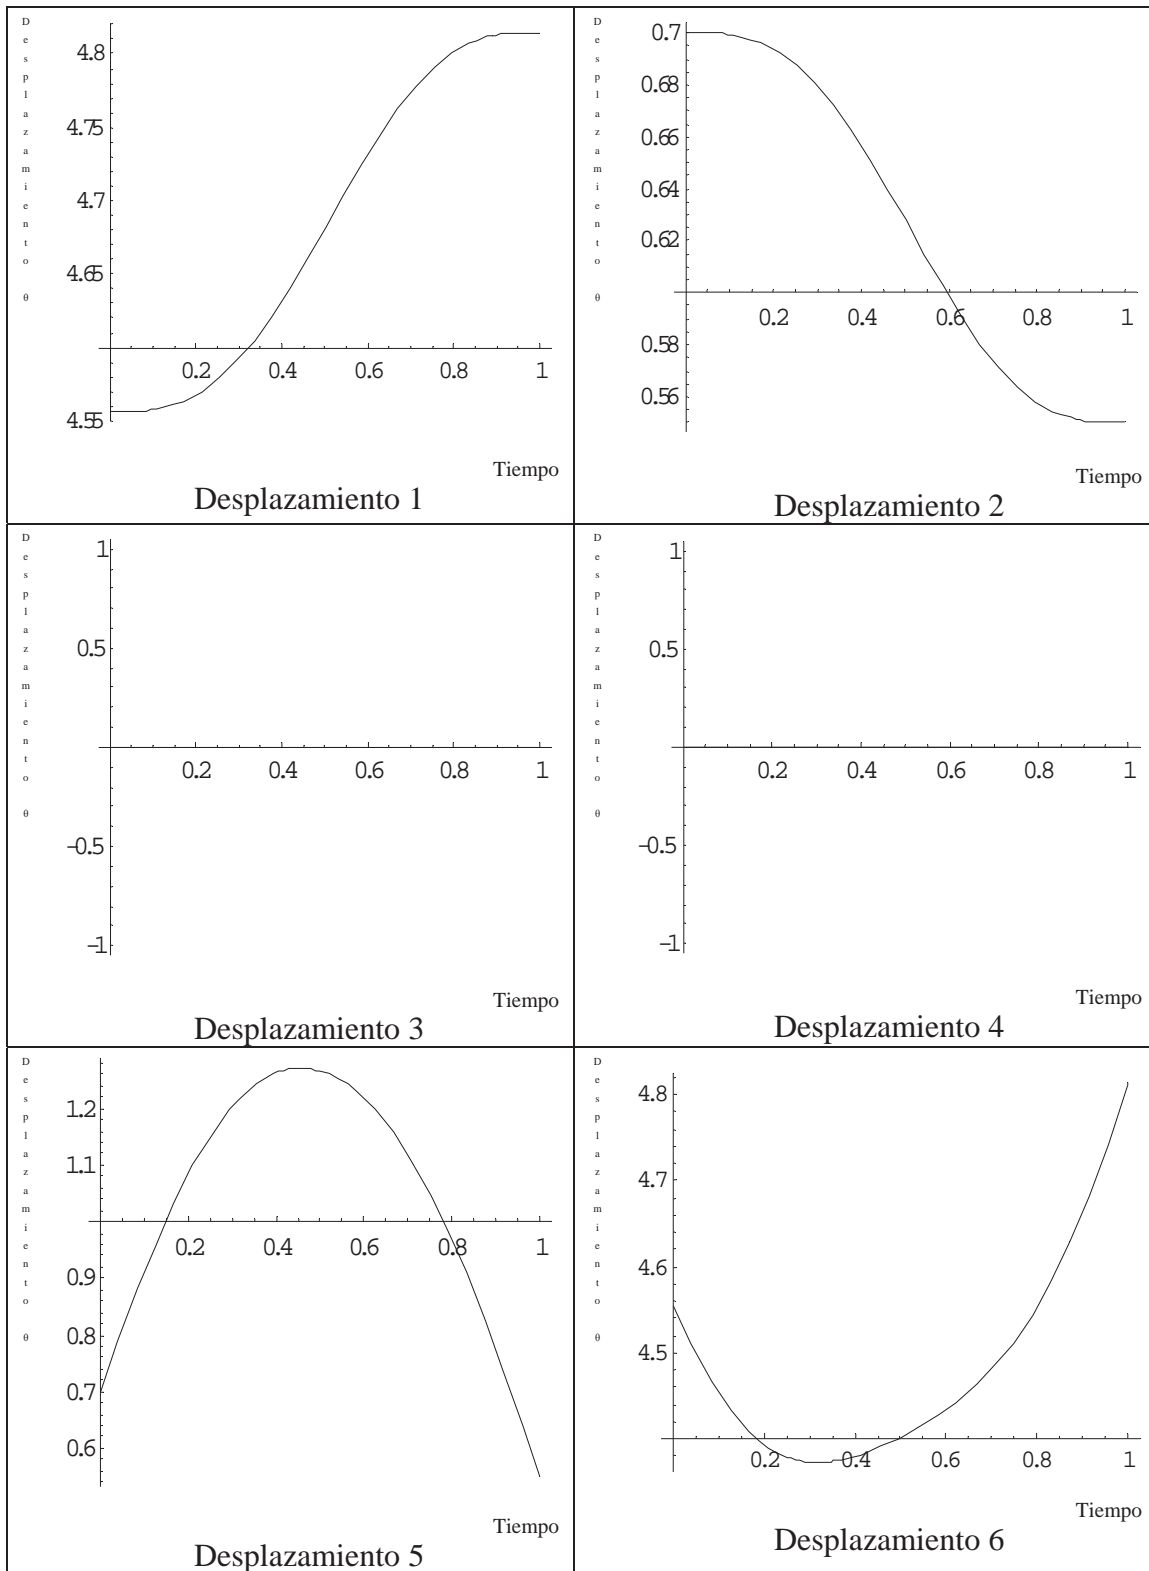 Desplazamiento θ
4.8
4.75
4.7
4.65
4.55
0.2 0.4 0.6 0.8 1
Tiempo
Desplazamiento 1
Desplazamiento θ
0.7
0.68
0.66
0.64
0.62
0.58
0.56
0.2 0.4 0.6 0.8 1
Tiempo
Desplazamiento 2
Desplazamiento θ
1
0.5
-0.5
-1
0.2 0.4 0.6 0.8 1
Tiempo
Desplazamiento 3
Desplazamiento θ
1
0.5
-0.5
-1
0.2 0.4 0.6 0.8 1
Tiempo
Desplazamiento 4
Desplazamiento θ
1.2
1.1
0.9
0.8
0.7
0.6
0.2 0.4 0.6 0.8 1
Tiempo
Desplazamiento 5
Desplazamiento θ
4.8
4.7
4.6
4.5
0.2 0.4 0.6 0.8 1
Tiempo
Desplazamiento 6